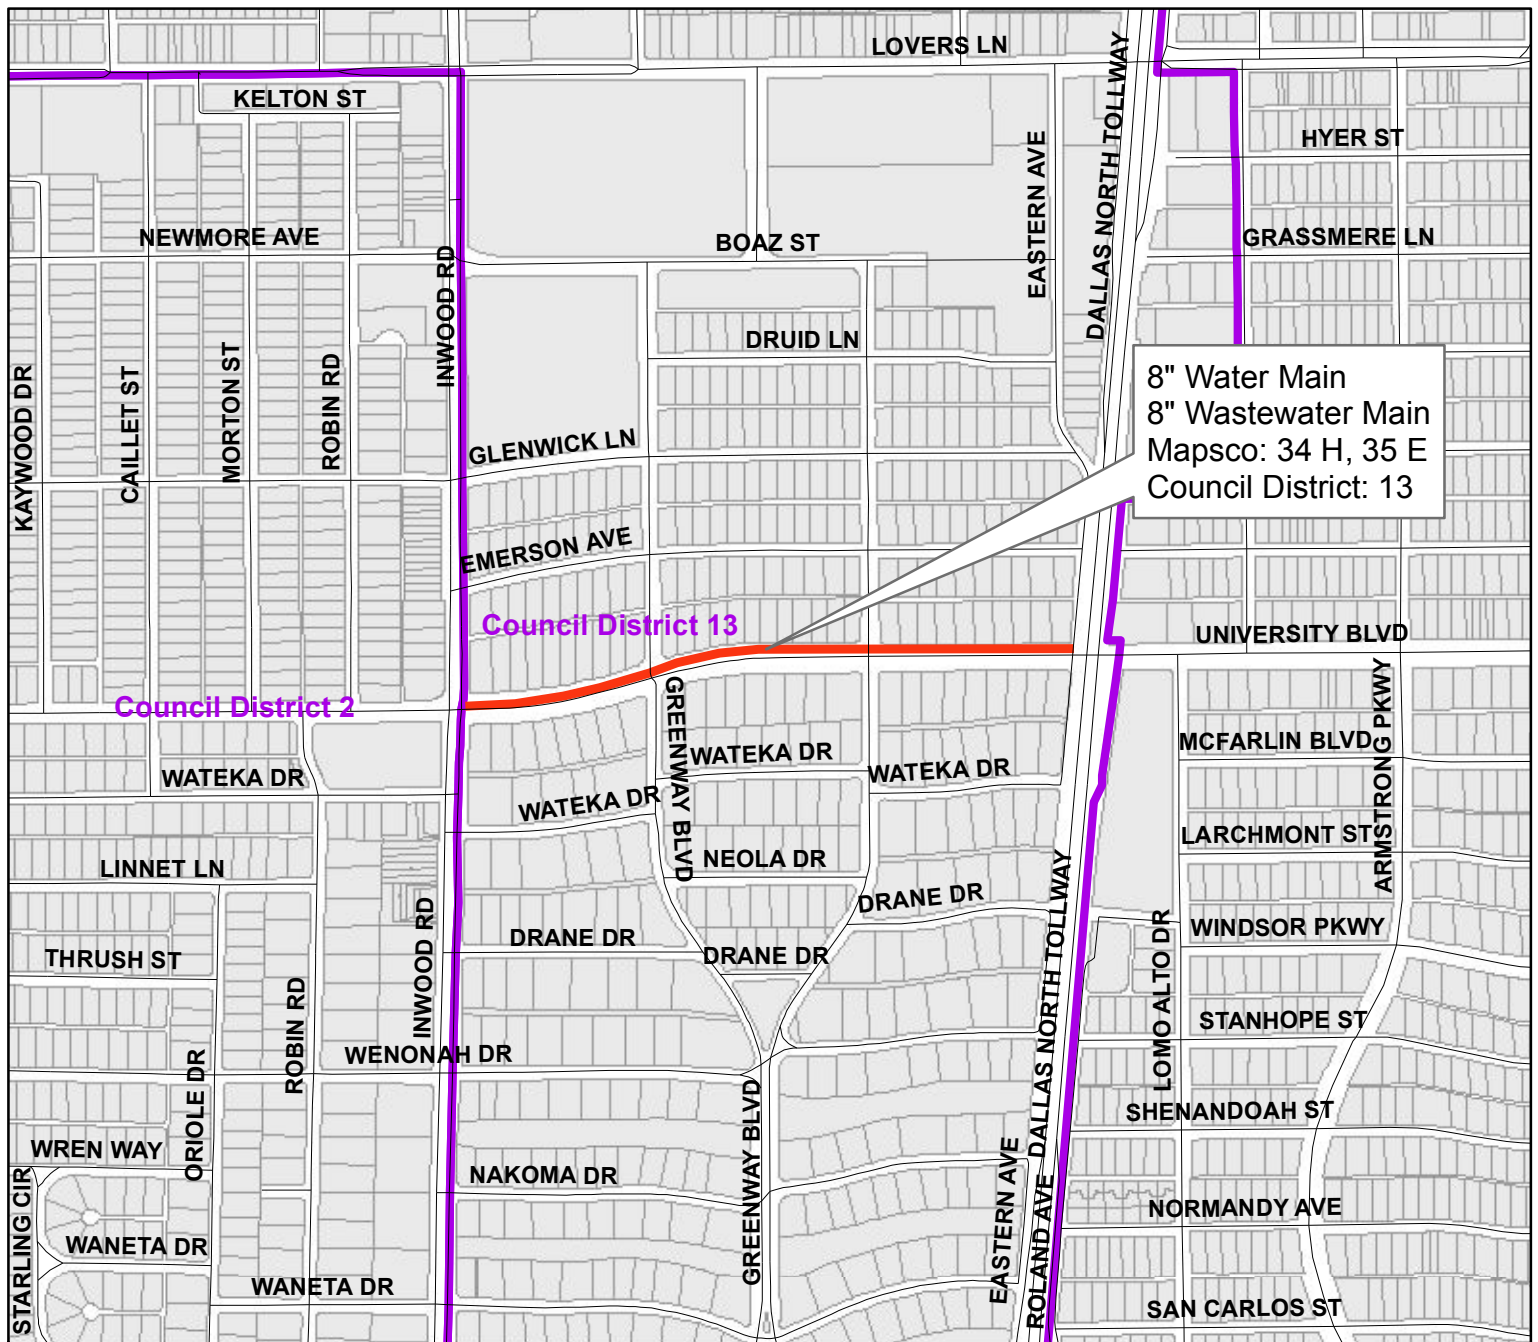 LOVERS LN
KELTON ST
HYER ST
DALLAS NORTH TOLLWAY
EASTERN AVE
NEWMORE AVE
BOAZ ST
GRASSMERE LN
INWOOD RD
DRUID LN
KAYWOOD DR
CAILLET ST
MORTON ST
ROBIN RD
8" Water Main
8" Wastewater Main
Mapsco: 34 H, 35 E
Council District: 13
GLENWICK LN
EMERSON AVE
Council District 13
UNIVERSITY BLVD
Council District 2
GREENWAY BLVD
ARMSTRONG PKWY
MCFARLIN BLVD
WATEKA DR
WATEKA DR
WATEKA DR
WATEKA DR
LARCHMONT ST
NEOLA DR
LINNET LN
DRANE DR
INWOOD RD
DRANE DR
DRANE DR
WINDSOR PKWY
THRUSH ST
DALLAS NORTH TOLLWAY
LOMO ALTO DR
ROBIN RD
STANHOPE ST
WENONAH DR
ORIOLE DR
SHENANDOAH ST
WREN WAY
NAKOMA DR
GREENWAY BLVD
EASTERN AVE
ROLAND AVE
NORMANDY AVE
STARLING CIR
WANETA DR
WANETA DR
SAN CARLOS ST